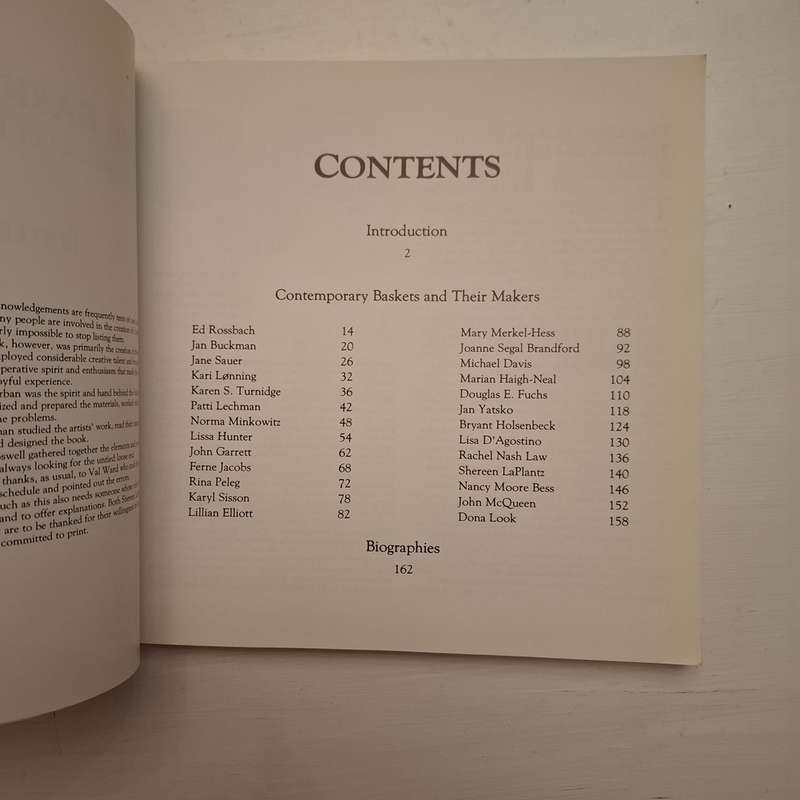 nowledgements are frequently
ny people are involved in the creation of
rly impossible to stop listing them.
k, however, was primarily the creation of
ployed considerable creative talent and
perative spirit and enthusiasm that made
yful experience.
rban was the spirit and hand behind the
ized and prepared the materials, worked
ne problems.
man studied the artists' work, read their
d designed the book.
swell gathered together the elements and
always looking for the untied loose end
thanks, as usual, to Val Ward who
schedule and pointed out the errors
uch as this also needs someone
and to offer explanations. Both
are to be thanked for their willingness
committed to print.
CONTENTS
Introduction
2
Contemporary Baskets and Their Makers
Ed Rossbach 14
Jan Buckman 20
Jane Sauer 26
Kari Lønning 32
Karen S. Turnidge 36
Patti Lechman 42
Norma Minkowitz 48
Lissa Hunter 54
John Garrett 62
Ferne Jacobs 68
Rina Peleg 72
Karyl Sisson 78
Lillian Elliott 82
Mary Merkel-Hess 88
Joanne Segal Brandford 92
Michael Davis 98
Marian Haigh-Neal 104
Douglas E. Fuchs 110
Jan Yatsko 118
Bryant Holsenbeck 124
Lisa D'Agostino 130
Rachel Nash Law 136
Shereen LaPlantz 140
Nancy Moore Bess 146
John McQueen 152
Dona Look 158
Biographies
162